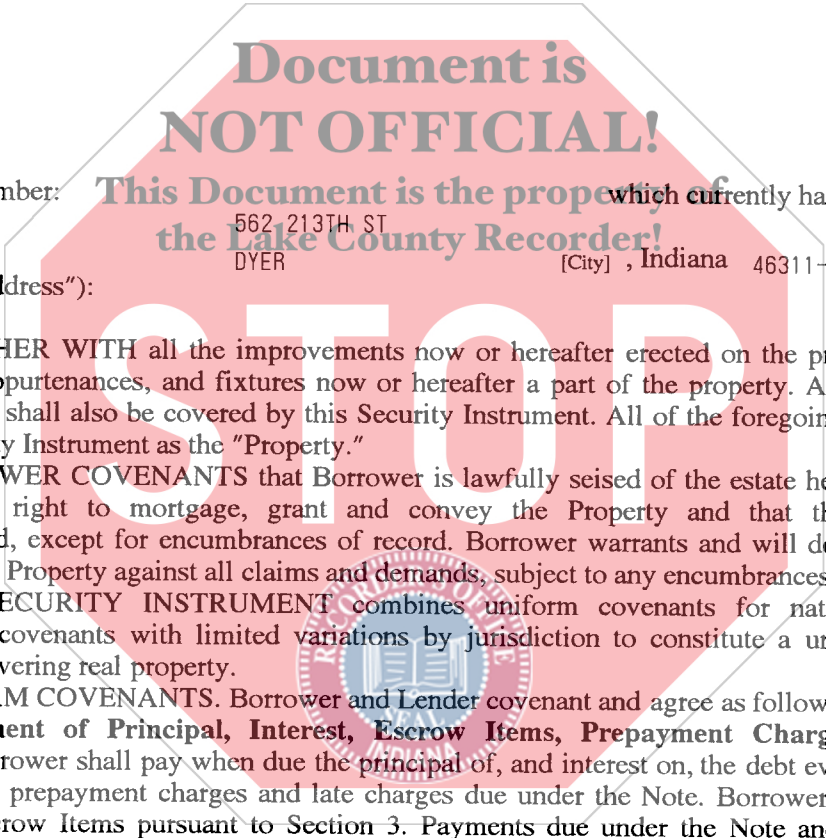 Document is
NOT OFFICIAL!
mber: This Document is the property of which currently ha
562 213TH ST
the Lake County Recorder!
DYER [City] , Indiana 46311-
ddress"):
HER WITH all the improvements now or hereafter erected on the pr
ppurtenances, and fixtures now or hereafter a part of the property. A
shall also be covered by this Security Instrument. All of the foregoin
y Instrument as the "Property."
WER COVENANTS that Borrower is lawfully seised of the estate he
right to mortgage, grant and convey the Property and that th
d, except for encumbrances of record. Borrower warrants and will de
Property against all claims and demands, subject to any encumbrances
ECURITY INSTRUMENT combines uniform covenants for nat
covenants with limited variations by jurisdiction to constitute a un
vering real property.
RM COVENANTS. Borrower and Lender covenant and agree as follow
ent of Principal, Interest, Escrow Items, Prepayment Charg
rower shall pay when due the principal of, and interest on, the debt ev
prepayment charges and late charges due under the Note. Borrower
crow Items pursuant to Section 3. Payments due under the Note an
STOP
RECORDER'S OFFICE
SEAL
INDIANA